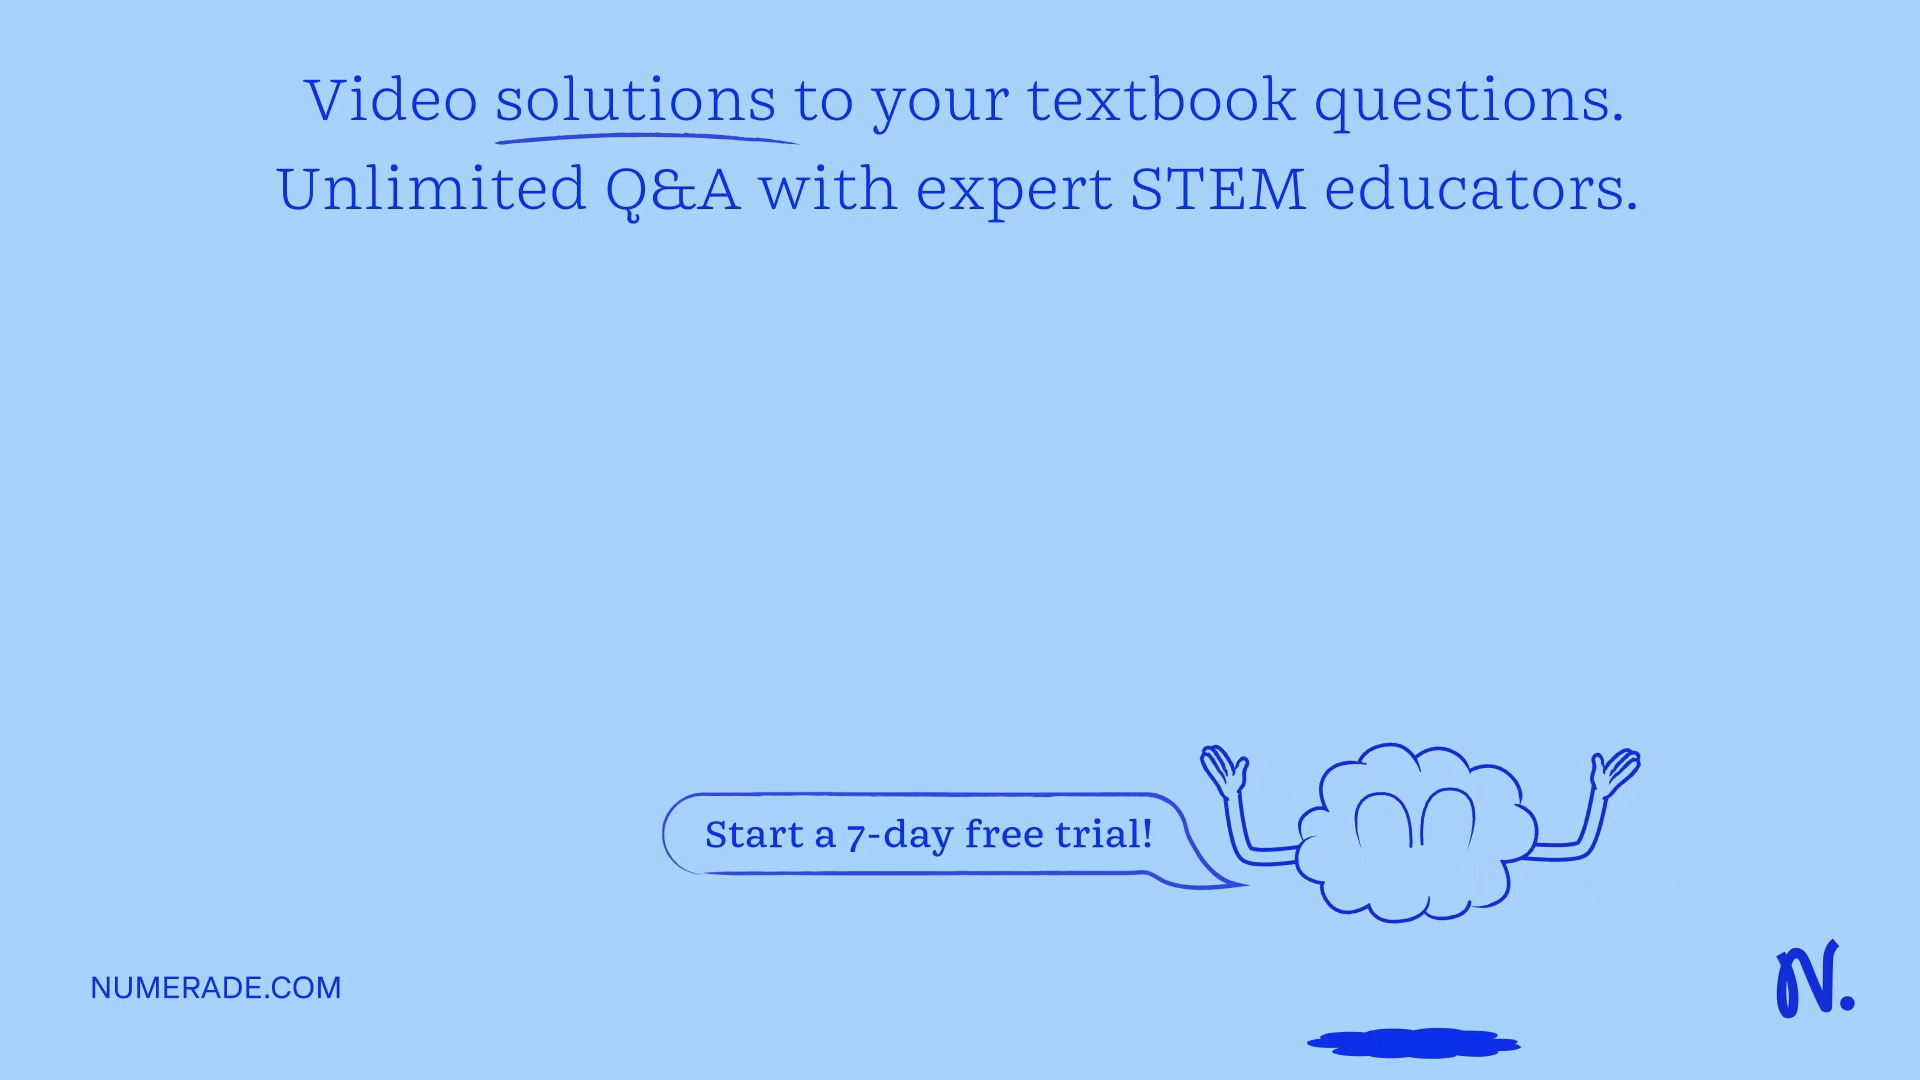 Video solutions to your textbook questions.
Unlimited Q&A with expert STEM educators.
Start a 7-day free trial!
NUMERADE.COM
N.